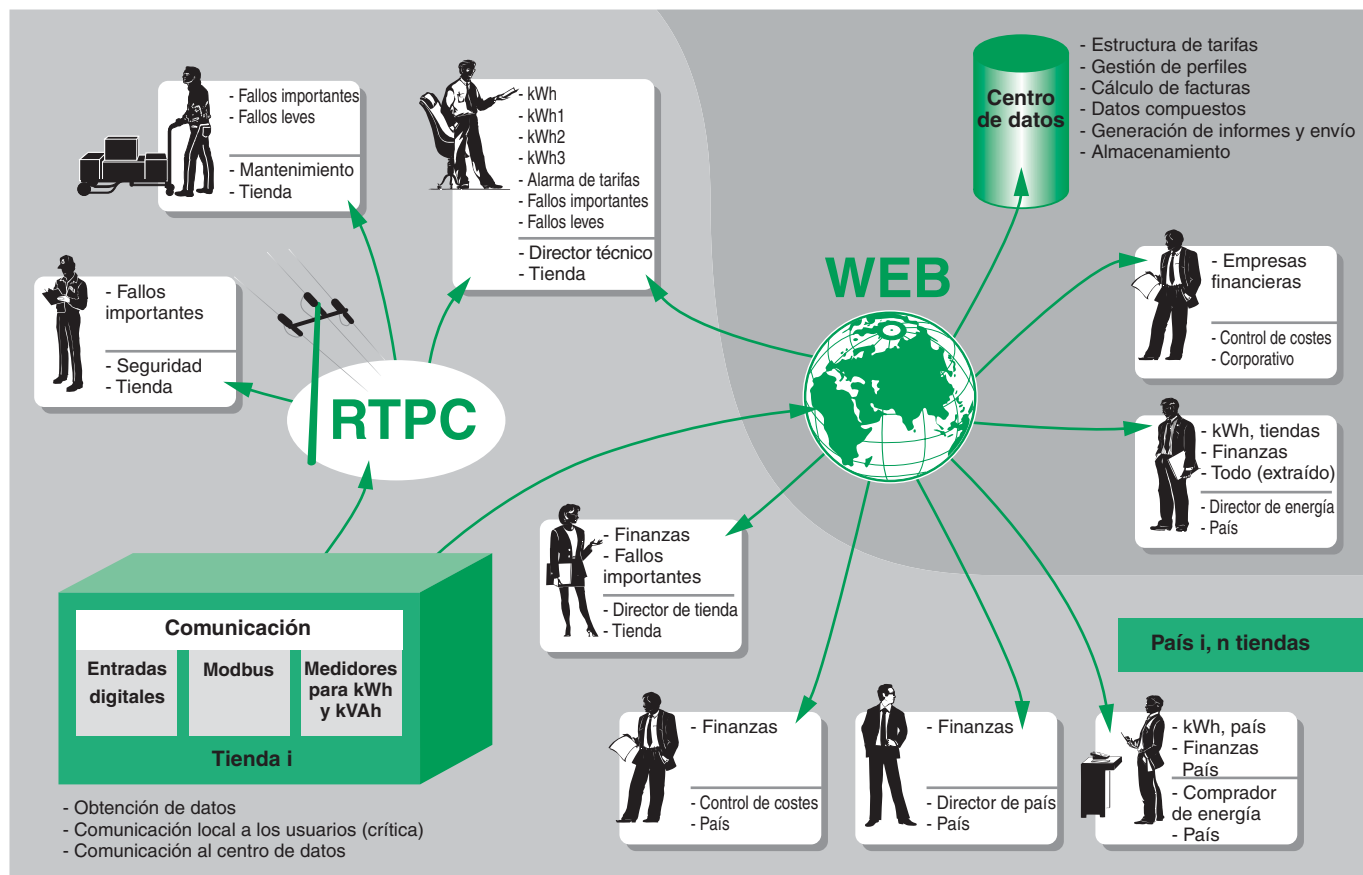 - Fallos importantes
- Fallos leves
- Mantenimiento
- Tienda
- kWh
- kWh1
- kWh2
- kWh3
- Alarma de tarifas
- Fallos importantes
- Fallos leves
- Director técnico
- Tienda
Centro
de datos
- Estructura de tarifas
- Gestión de perfiles
- Cálculo de facturas
- Datos compuestos
- Generación de informes y envío
- Almacenamiento
- Fallos
importantes
- Seguridad
- Tienda
RTPC
WEB
- Empresas
financieras
- Control de costes
- Corporativo
- kWh, tiendas
- Finanzas
- Todo (extraído)
- Director de energía
- País
- Finanzas
- Fallos
importantes
- Director de tienda
- Tienda
País i, n tiendas
Comunicación
Entradas
digitales
Modbus
Medidores
para kWh
y kVAh
Tienda i
- Obtención de datos
- Comunicación local a los usuarios (crítica)
- Comunicación al centro de datos
- Finanzas
- Control de costes
- País
- Finanzas
- Director de país
- País
- kWh, país
- Finanzas
País
- Comprador
de energía
- País